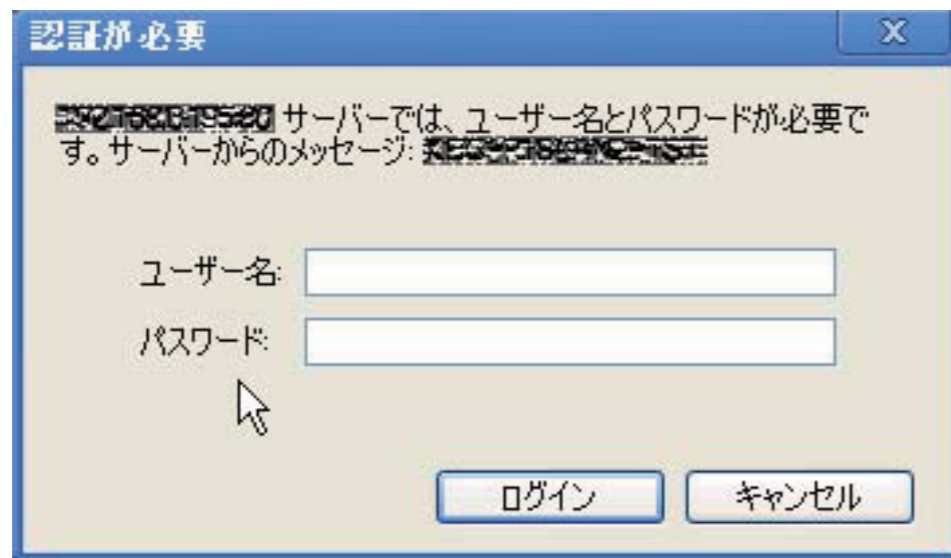 認証が必要
X
サーバーでは、ユーザー名とパスワードが必要で
す。サーバーからのメッセージ:
ユーザー名:
パスワード:
ログイン
キャンセル